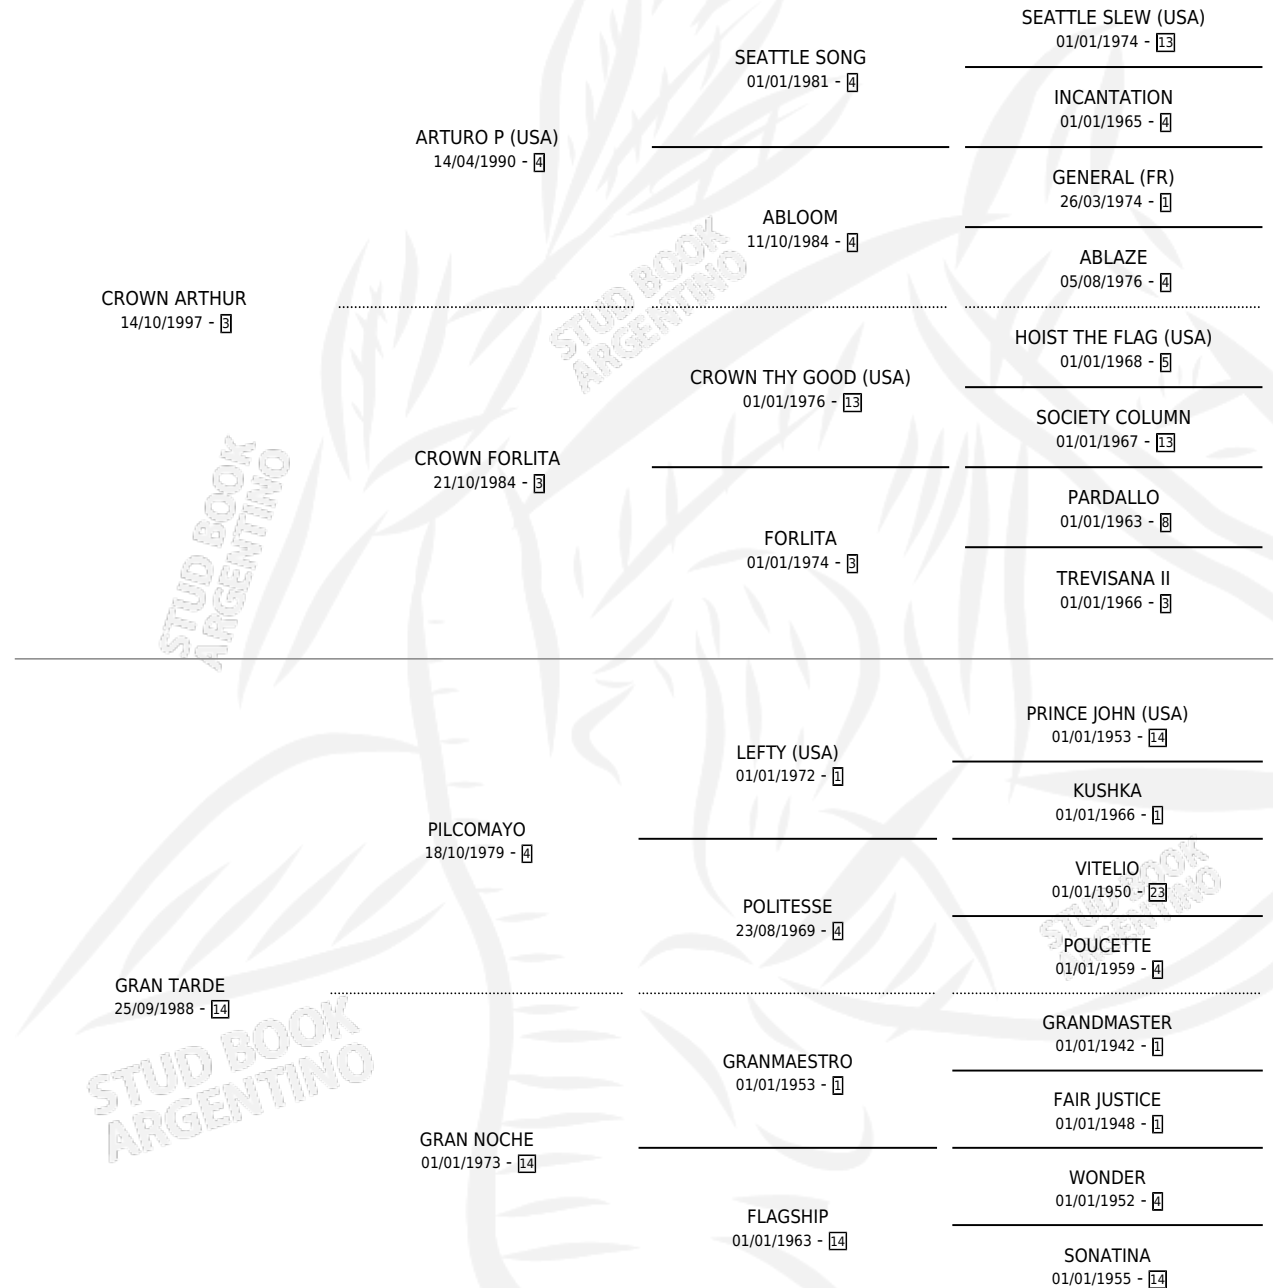 SEATTLE SLEW (USA)
01/01/1974 - 13
SEATTLE SONG
01/01/1981 - 4
INCANTATION
01/01/1965 - 4
ARTURO P (USA)
14/04/1990 - 4
GENERAL (FR)
26/03/1974 - 1
ABLOOM
11/10/1984 - 4
ABLAZE
05/08/1976 - 4
CROWN ARTHUR
14/10/1997 - 3
HOIST THE FLAG (USA)
01/01/1968 - 5
CROWN THY GOOD (USA)
01/01/1976 - 13
SOCIETY COLUMN
01/01/1967 - 13
CROWN FORLITA
21/10/1984 - 3
PARDALLO
01/01/1963 - 8
FORLITA
01/01/1974 - 3
TREVISANA II
01/01/1966 - 3
PRINCE JOHN (USA)
01/01/1953 - 14
LEFTY (USA)
01/01/1972 - 1
KUSHKA
01/01/1966 - 1
PILCOMAYO
18/10/1979 - 4
VITELIO
01/01/1950 - 23
POLITESSE
23/08/1969 - 4
POUCETTE
01/01/1959 - 4
GRAN TARDE
25/09/1988 - 14
GRANDMASTER
01/01/1942 - 1
GRANMAESTRO
01/01/1953 - 1
FAIR JUSTICE
01/01/1948 - 1
GRAN NOCHE
01/01/1973 - 14
WONDER
01/01/1952 - 4
FLAGSHIP
01/01/1963 - 14
SONATINA
01/01/1955 - 14
STUD BOOK
ARGENTINO
STUD BOOK
ARGENTINO
STUD BOOK
ARGENTINO
STUD BOOK
ARGENTINO